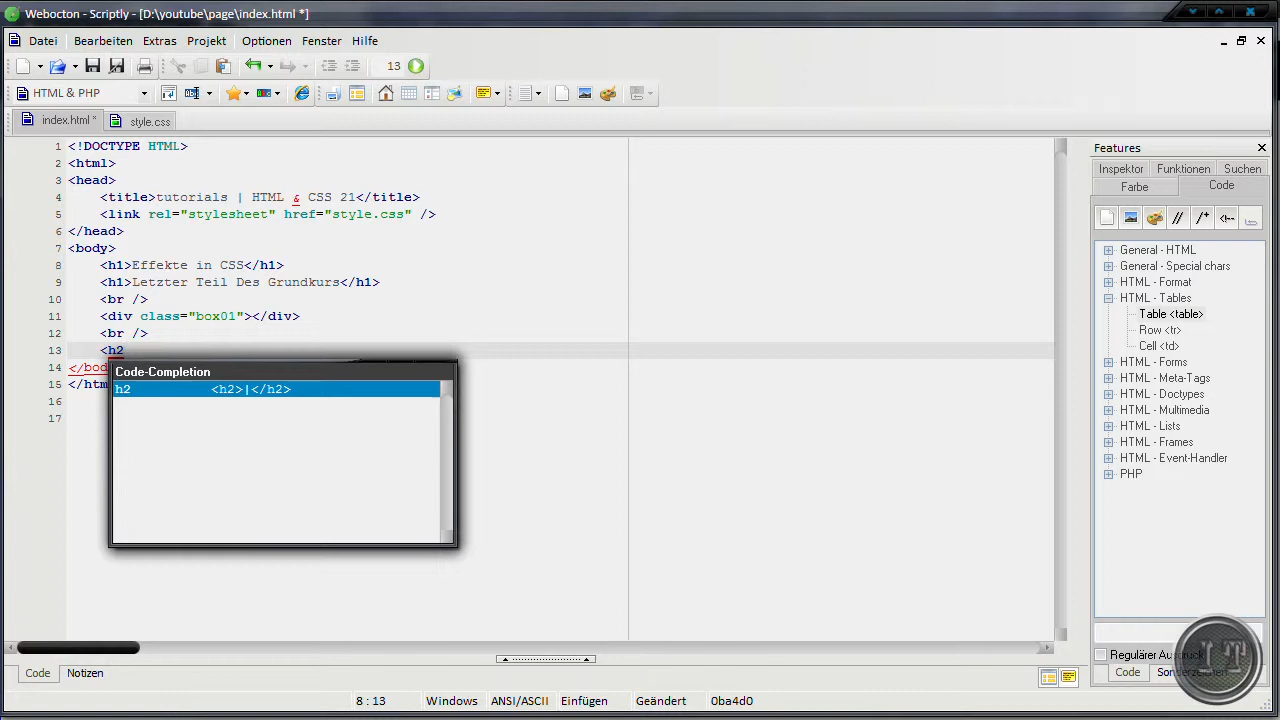 Webocton - Scriptly - [D:\youtube\page\index.html *]
Datei Bearbeiten Extras Projekt Optionen Fenster Hilfe
13
HTML & PHP
index.html * style.css
1 <!DOCTYPE HTML>
2 <html>
3 <head>
4 <title>tutorials | HTML & CSS 21</title>
5 <link rel="stylesheet" href="style.css" />
6 </head>
7 <body>
8 <h1>Effekte in CSS</h1>
9 <h1>Letzter Teil Des Grundkurs</h1>
10 <br />
11 <div class="box01"></div>
12 <br />
13 <h2
14 </bod
15 </htm
16
17
Code-Completion
h2 <h2>|</h2>
Features
Inspektor Funktionen Suchen
Farbe Code
General - HTML
General - Special chars
HTML - Format
HTML - Tables
Table <table>
Row <tr>
Cell <td>
HTML - Forms
HTML - Meta-Tags
HTML - Doctypes
HTML - Multimedia
HTML - Lists
HTML - Frames
HTML - Event-Handler
PHP
Regulärer Ausdruck
Code Sonderzeichen
IT
Code Notizen
8 : 13 Windows ANSI/ASCII Einfügen Geändert 0ba4d0